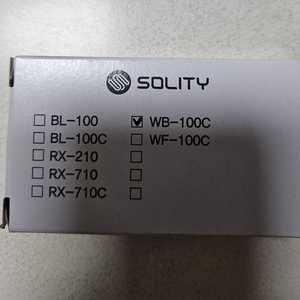 SOLITY
BL-100
WB-100C
BL-100C
WF-100C
RX-210
RX-710
RX-710C